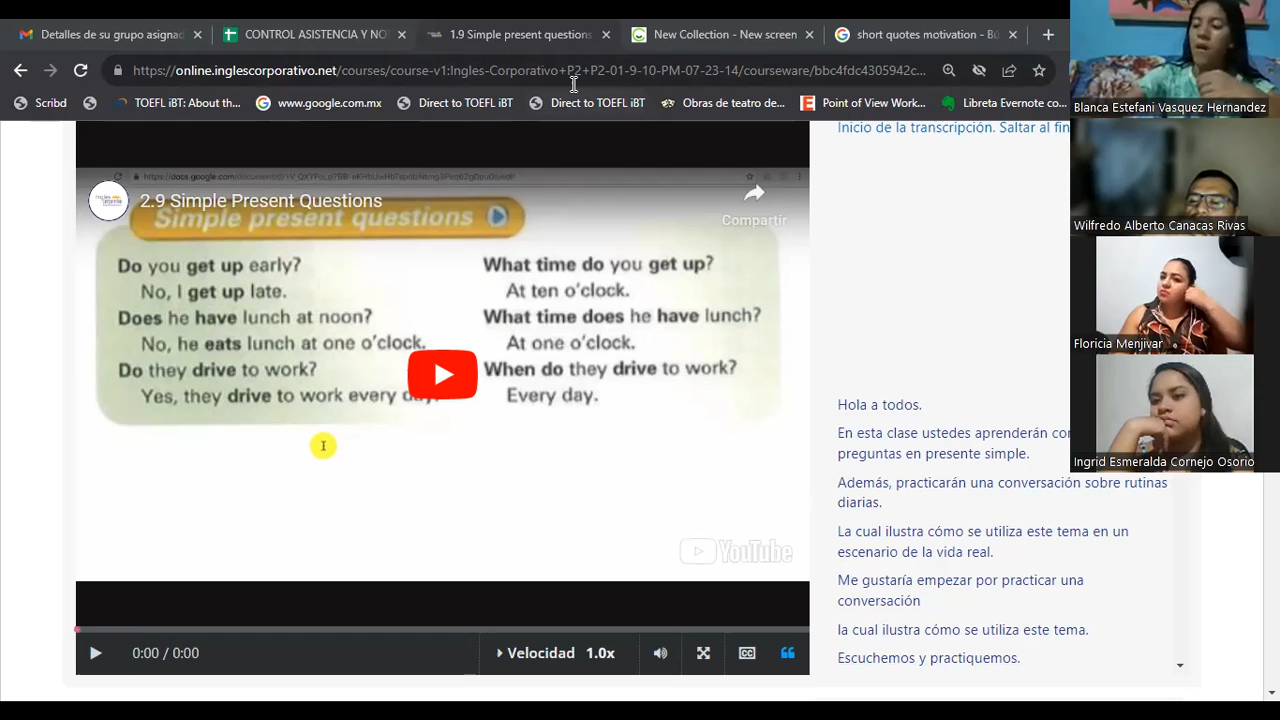 Detalles de su grupo asignad
CONTROL ASISTENCIA Y NO
1.9 Simple present questions
New Collection - New screen
short quotes motivation - B
https://online.inglescorporativo.net/courses/course-v1:Ingles-Corporativo+P2+P2-01-9-10-PM-07-23-14/courseware/bbc4fdc4305942c...
Scribd
TOEFL iBT: About th...
www.google.com.mx
Direct to TOEFL iBT
Direct to TOEFL iBT
Obras de teatro de...
Point of View Work...
Libreta Evernote co...
Blanca Estefani Vasquez Hernandez
Wilfredo Alberto Canacas Rivas
Floricia Menjivar
Ingrid Esmeralda Cornejo Osorio
2.9 Simple Present Questions
Compartir
Simple present questions
Do you get up early?
No, I get up late.
Does he have lunch at noon?
No, he eats lunch at one o'clock.
Do they drive to work?
Yes, they drive to work every day.
What time do you get up?
At ten o'clock.
What time does he have lunch?
At one o'clock.
When do they drive to work?
Every day.
YouTube
0:00 / 0:00
Velocidad 1.0x
CC
Inicio de la transcripción. Saltar al fin
Hola a todos.
En esta clase ustedes aprenderán co
preguntas en presente simple.
Además, practicarán una conversación sobre rutinas
diarias.
La cual ilustra cómo se utiliza este tema en un
escenario de la vida real.
Me gustaría empezar por practicar una
conversación
la cual ilustra cómo se utiliza este tema.
Escuchemos y practiquemos.